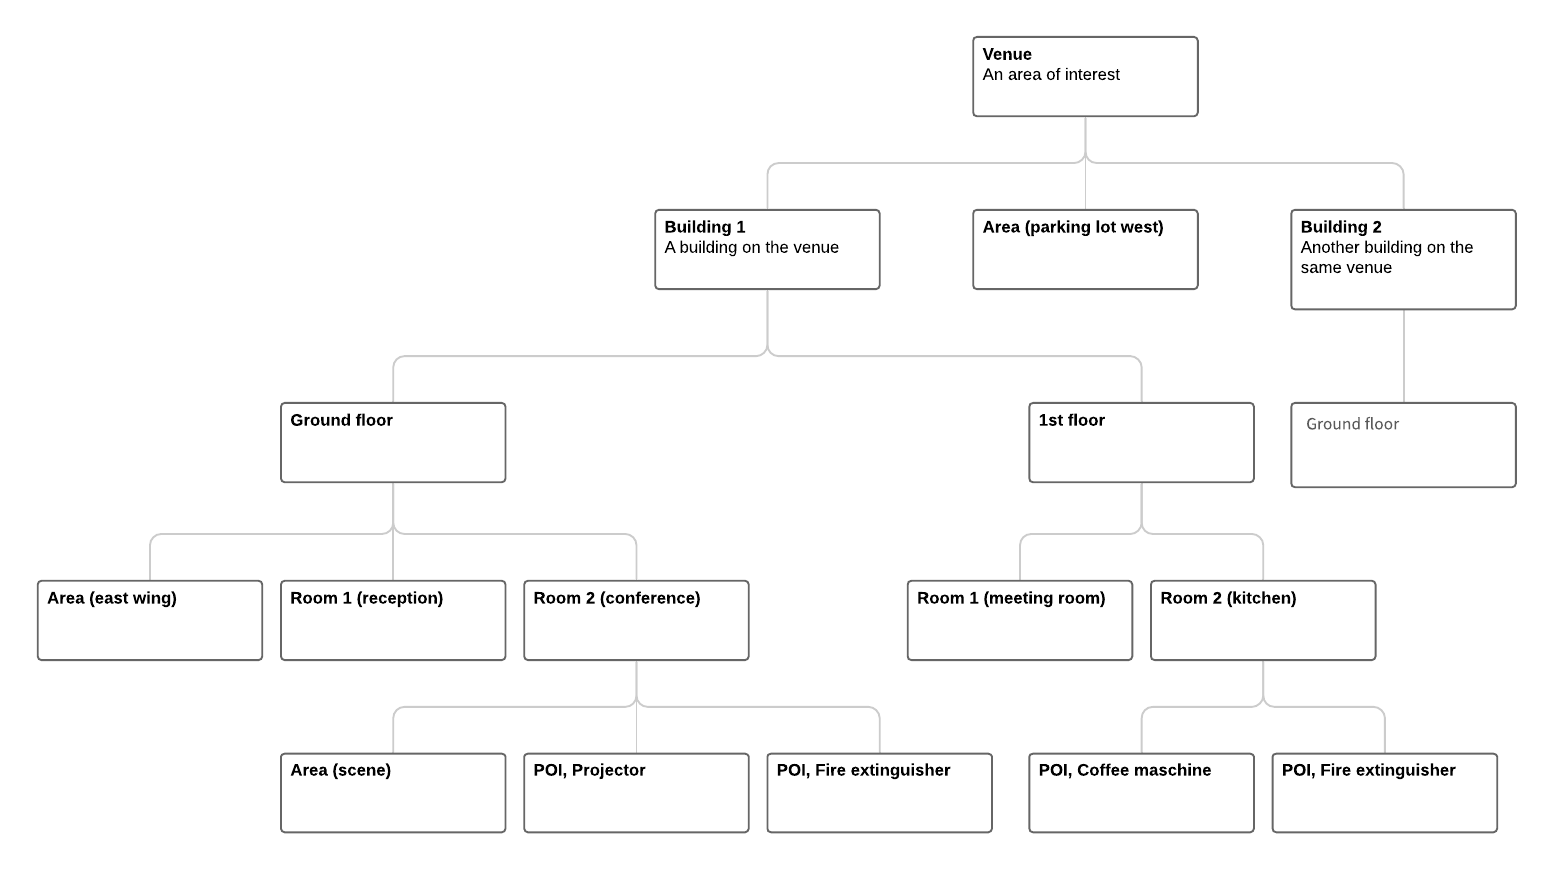 Venue
An area of interest
Building 1
A building on the venue
Area (parking lot west)
Building 2
Another building on the
same venue
Ground floor
1st floor
Ground floor
Area (east wing)
Room 1 (reception)
Room 2 (conference)
Room 1 (meeting room)
Room 2 (kitchen)
Area (scene)
POI, Projector
POI, Fire extinguisher
POI, Coffee maschine
POI, Fire extinguisher